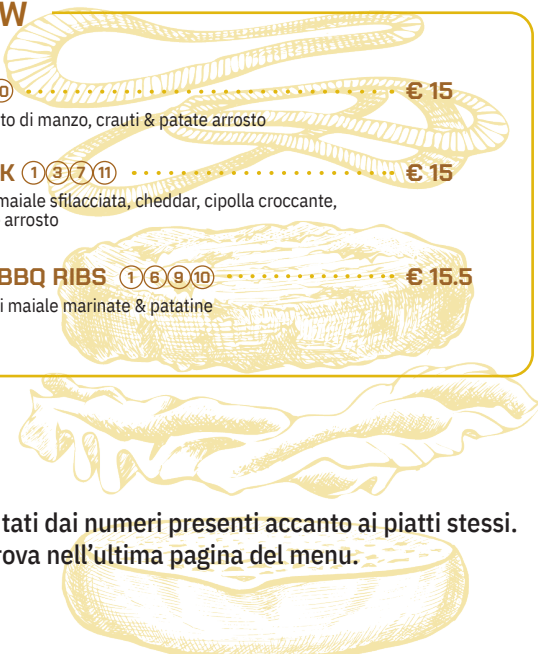 W
0 € 15
to di manzo, crauti & patate arrosto
K 1 3 7 11 € 15
maiale sfilacciata, cheddar, cipolla croccante,
arrosto
BBQ RIBS 1 6 9 10 € 15.5
i maiale marinate & patatine
tati dai numeri presenti accanto ai piatti stessi.
rova nell'ultima pagina del menu.